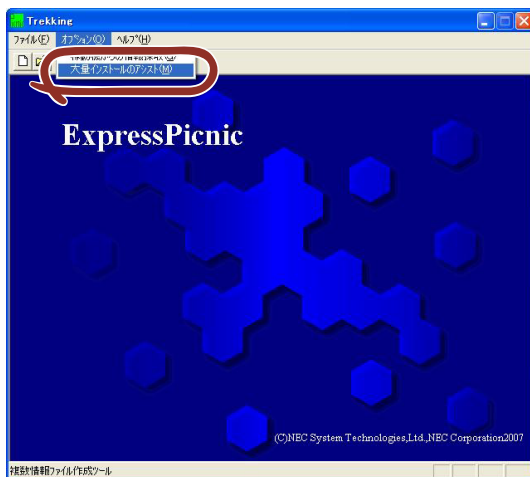 Trekking
ファイル(F) オプション(O) ヘルプ(H)
大量インストールのアシスト(M)
ExpressPicnic
(C)NEC System Technologies,Ltd.,NEC Corporation2007
複数情報ファイル作成ツール